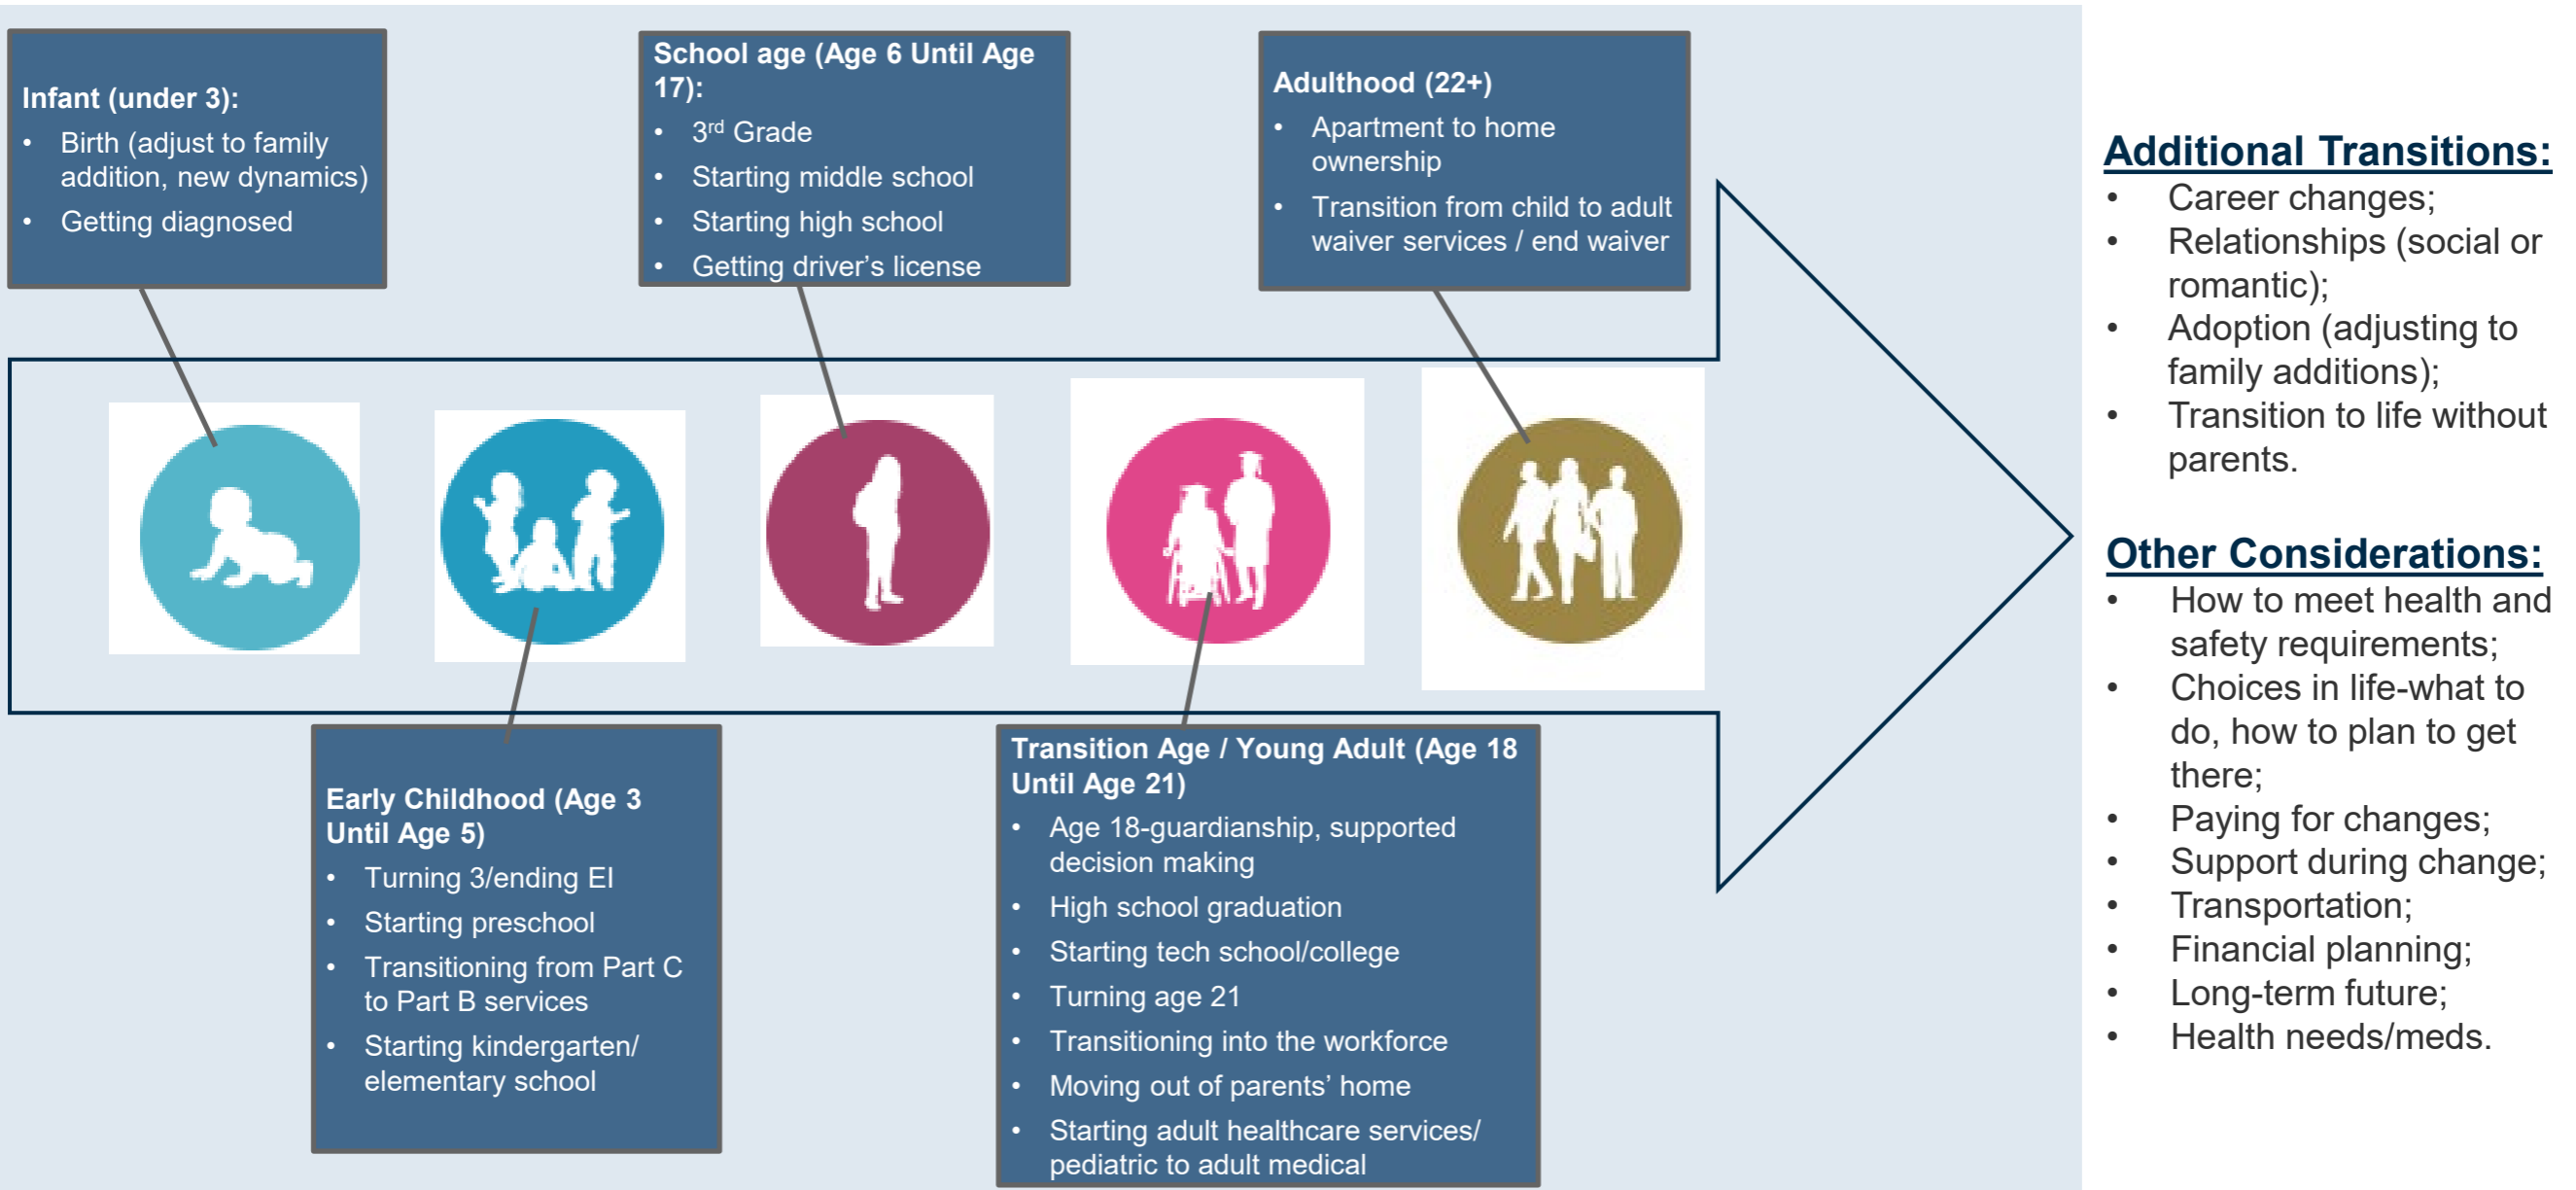 Infant (under 3):
• Birth (adjust to family
addition, new dynamics)
• Getting diagnosed
School age (Age 6 Until Age
17):
• 3rd Grade
• Starting middle school
• Starting high school
• Getting driver's license
Adulthood (22+)
• Apartment to home
ownership
• Transition from child to adult
waiver services / end waiver
Early Childhood (Age 3
Until Age 5)
• Turning 3/ending EI
• Starting preschool
• Transitioning from Part C
to Part B services
• Starting kindergarten/
elementary school
Transition Age / Young Adult (Age 18
Until Age 21)
• Age 18-guardianship, supported
decision making
• High school graduation
• Starting tech school/college
• Turning age 21
• Transitioning into the workforce
• Moving out of parents' home
• Starting adult healthcare services/
pediatric to adult medical
Additional Transitions:
• Career changes;
• Relationships (social or
romantic);
• Adoption (adjusting to
family additions);
• Transition to life without
parents.
Other Considerations:
• How to meet health and
safety requirements;
• Choices in life-what to
do, how to plan to get
there;
• Paying for changes;
• Support during change;
• Transportation;
• Financial planning;
• Long-term future;
• Health needs/meds.